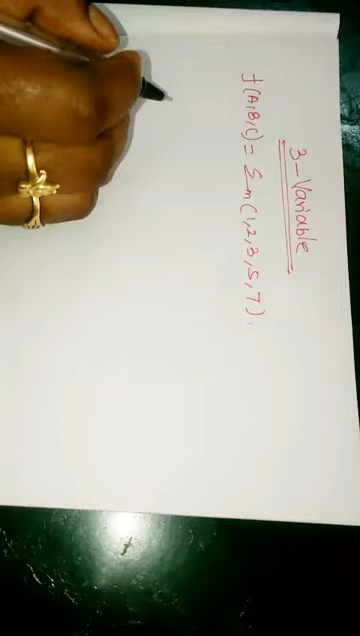 3-Variable
f(A,B,C) = Σm(1,2,3,5,7).